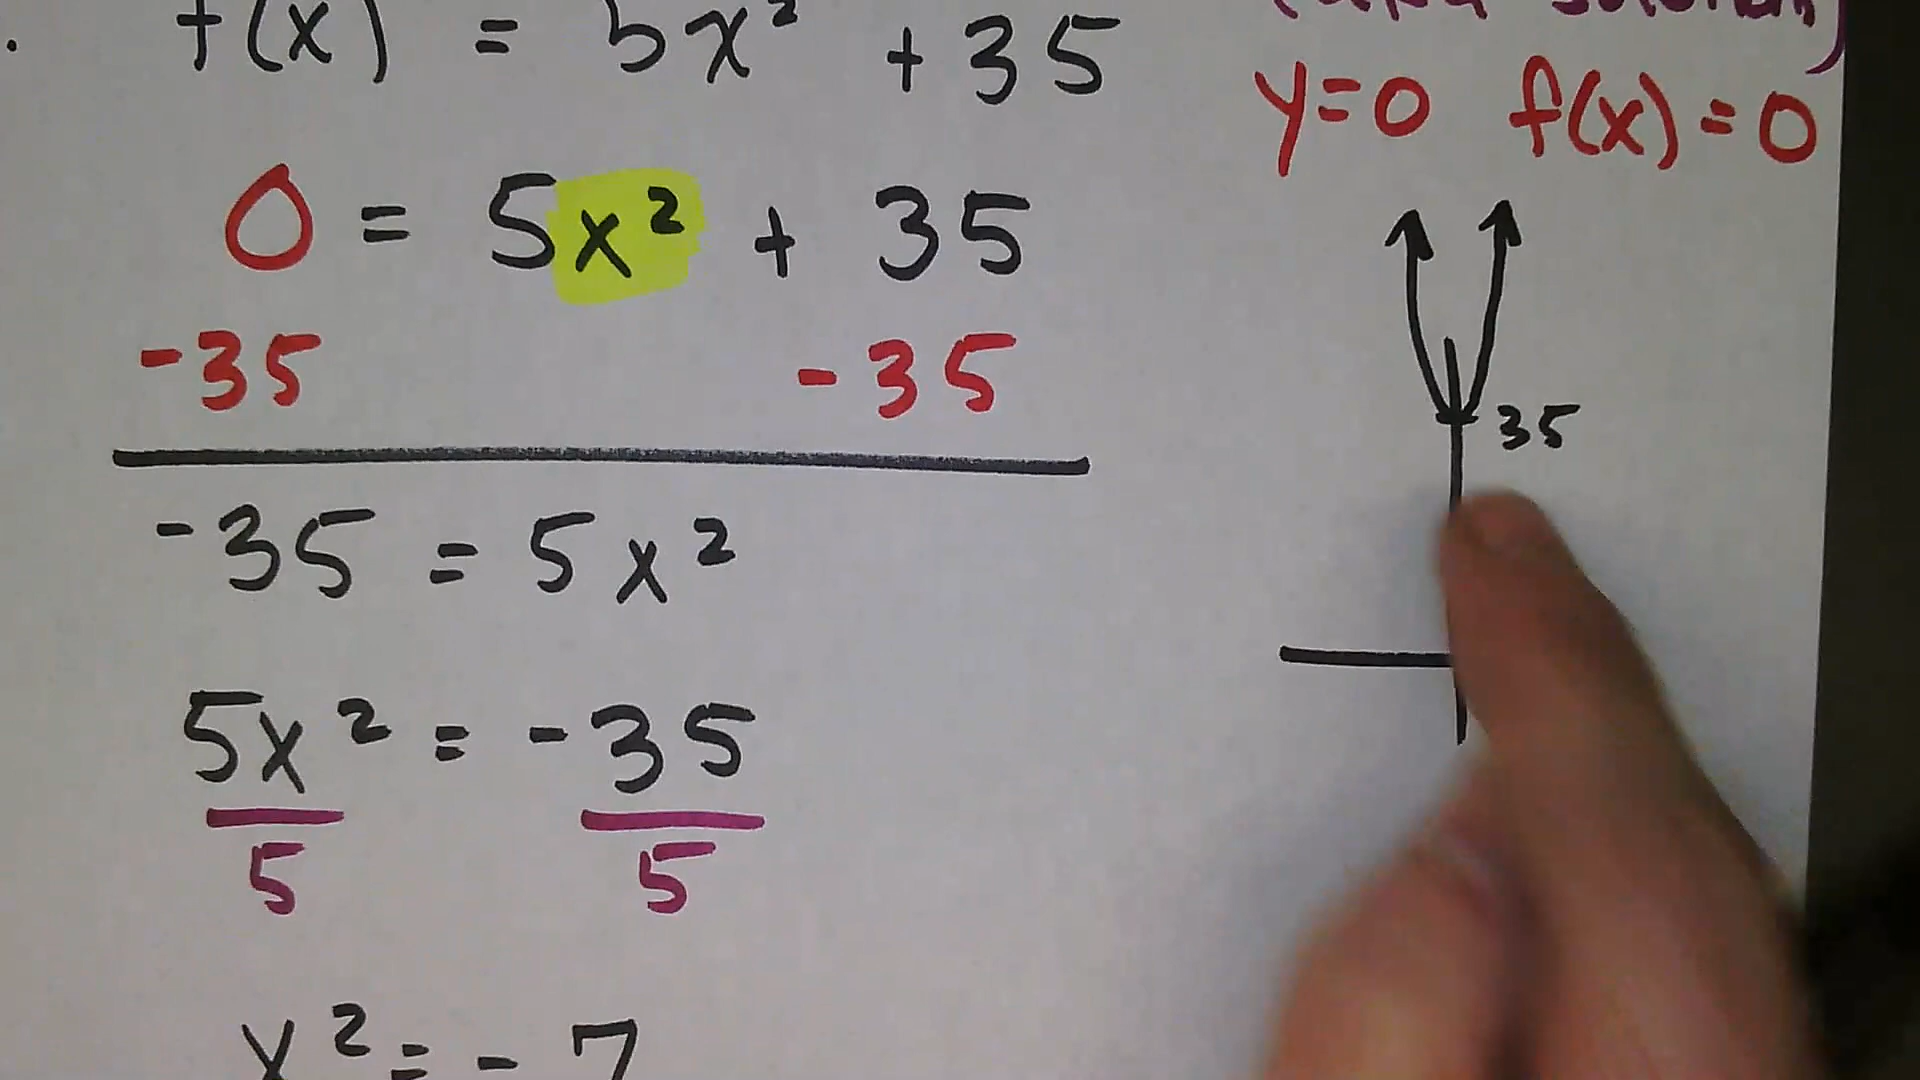 f(x) = 5x² + 35
y=0 f(x)=0
0 = 5x² + 35
-35 -35
35
-35 = 5x²
5x² = -35
5 5
x² = -7